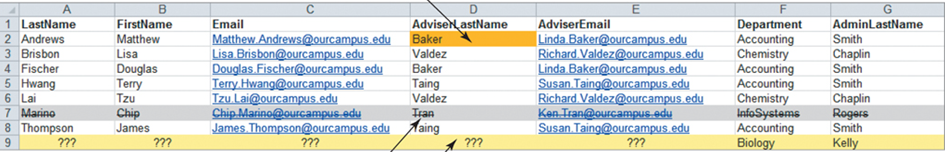 A B C D E F G
1 LastName FirstName Email AdviserLastName AdviserEmail Department AdminLastName
2 Andrews Matthew Matthew.Andrews@ourcampus.edu Baker Linda.Baker@ourcampus.edu Accounting Smith
3 Brisbon Lisa Lisa.Brisbon@ourcampus.edu Valdez Richard.Valdez@ourcampus.edu Chemistry Chaplin
4 Fischer Douglas Douglas.Fischer@ourcampus.edu Baker Linda.Baker@ourcampus.edu Accounting Smith
5 Hwang Terry Terry.Hwang@ourcampus.edu Taing Susan.Taing@ourcampus.edu Accounting Smith
6 Lai Tzu Tzu.Lai@ourcampus.edu Valdez Richard.Valdez@ourcampus.edu Chemistry Chaplin
7 Marino Chip Chip.Marino@ourcampus.edu Tran Ken.Tran@ourcampus.edu InfoSystems Rogers
8 Thompson James James.Thompson@ourcampus.edu Taing Susan.Taing@ourcampus.edu Accounting Smith
9 ??? ??? ??? ??? ??? Biology Kelly